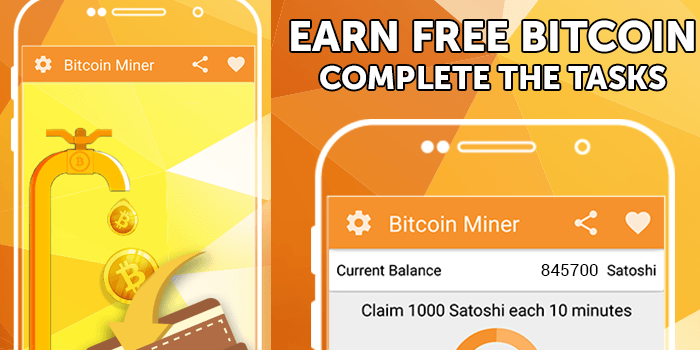 Bitcoin Miner
EARN FREE BITCOIN
COMPLETE THE TASKS
Bitcoin Miner
Current Balance 845700 Satoshi
Claim 1000 Satoshi each 10 minutes